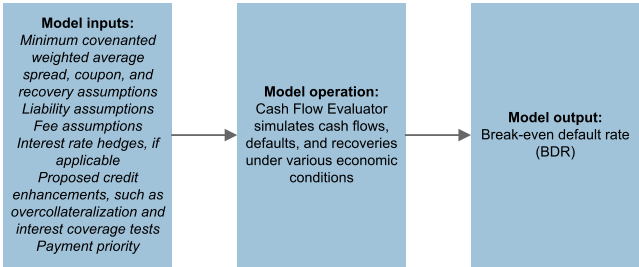 Model inputs:
Minimum covenanted
weighted average
spread, coupon, and
recovery assumptions
Liability assumptions
Fee assumptions
Interest rate hedges, if
applicable
Proposed credit
enhancements, such as
overcollateralization and
interest coverage tests
Payment priority
Model operation:
Cash Flow Evaluator
simulates cash flows,
defaults, and recoveries
under various economic
conditions
Model output:
Break-even default rate
(BDR)